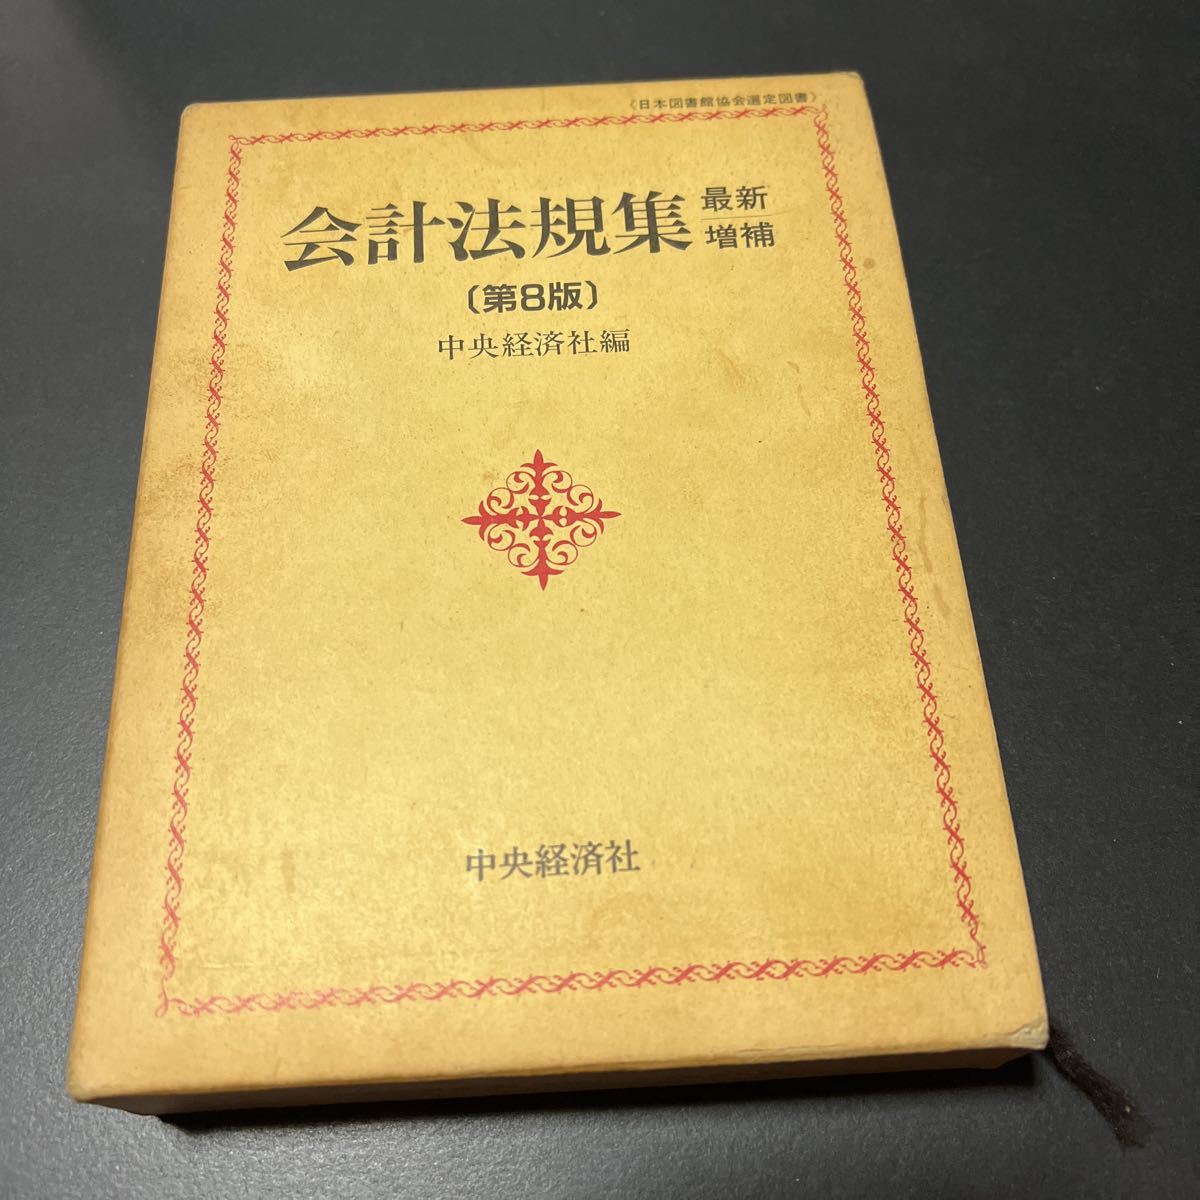 〈日本図書館協会選定図書〉
会計法規集 最新増補
〔第8版〕
中央経済社編
中央経済社